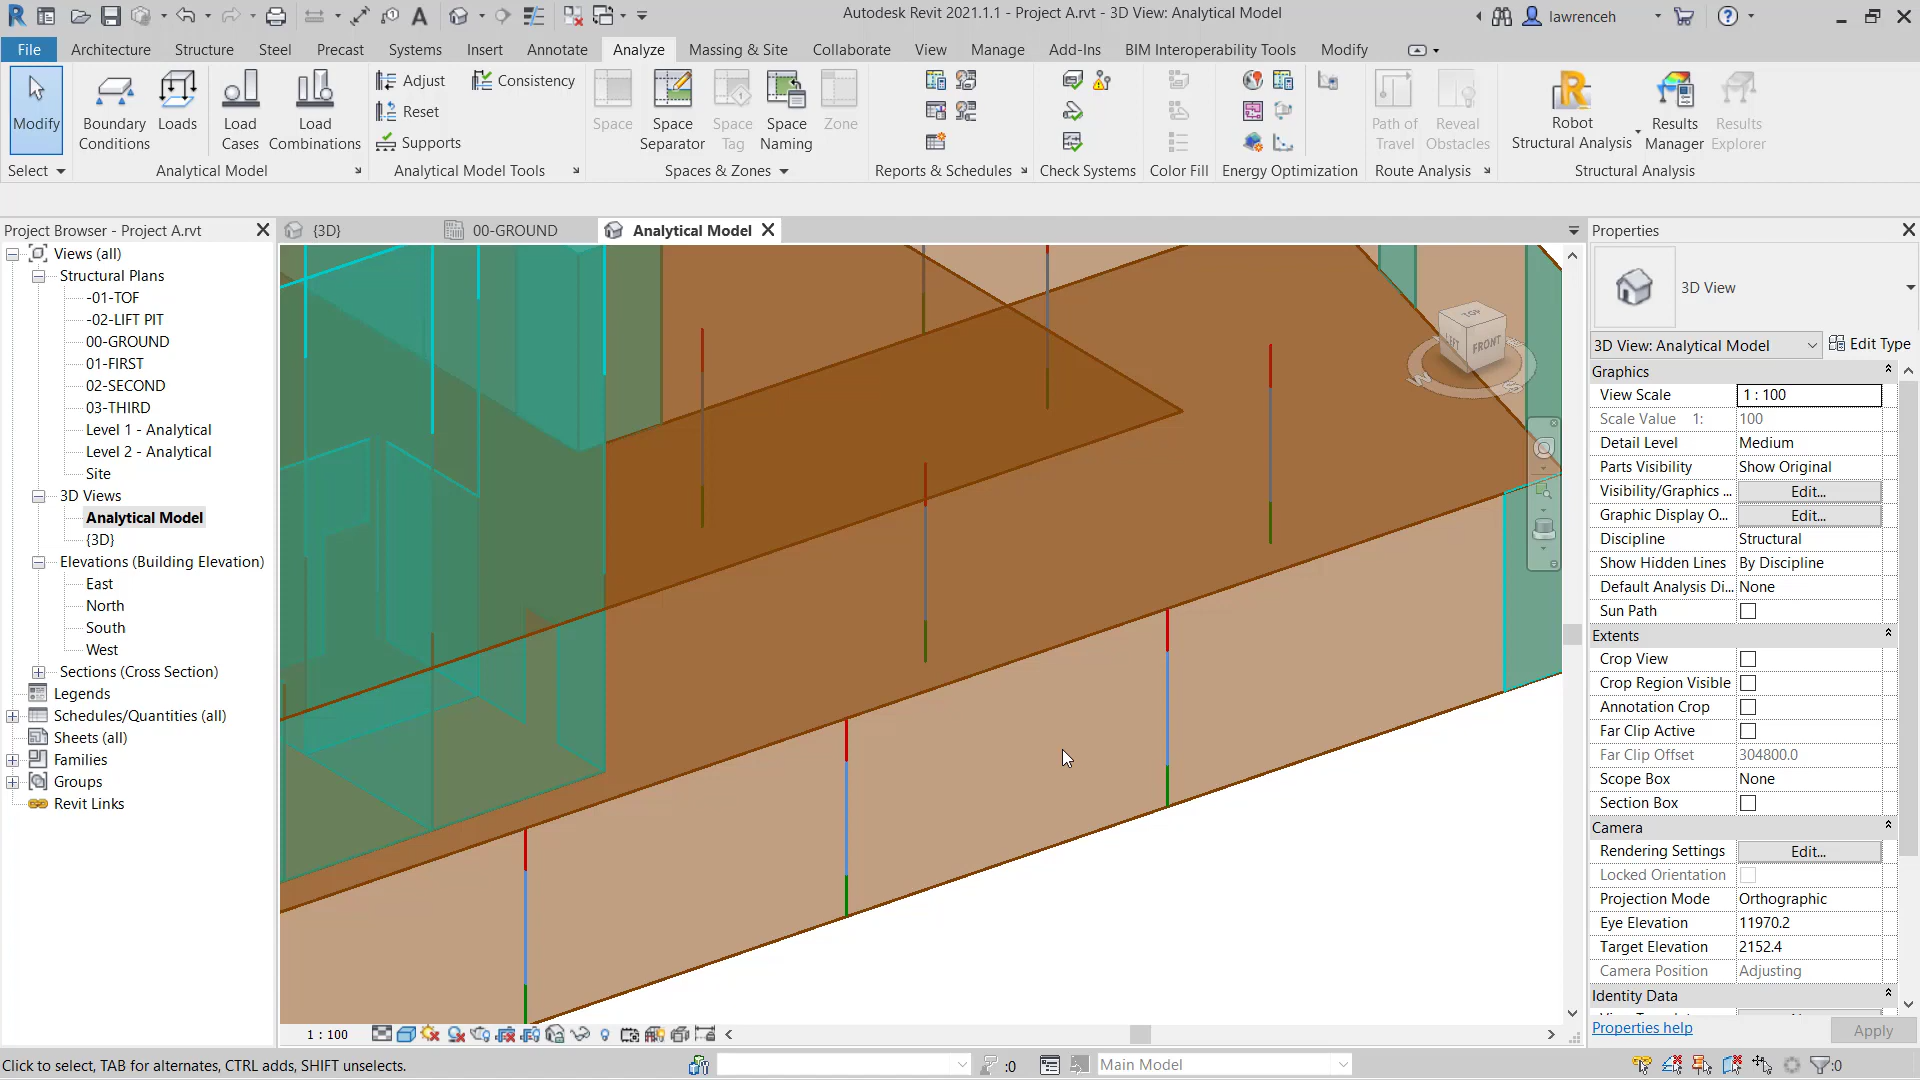 Autodesk Revit 2021.1.1 - Project A.rvt - 3D View: Analytical Model
lawrenceh
File
Architecture
Structure
Steel
Precast
Systems
Insert
Annotate
Analyze
Massing & Site
Collaborate
View
Manage
Add-Ins
BIM Interoperability Tools
Modify
Modify
Boundary
Conditions
Loads
Load
Cases
Load
Combinations
Adjust
Reset
Supports
Consistency
Space
Space
Separator
Space
Tag
Space
Naming
Zone
Path of
Travel
Reveal
Obstacles
Robot
Structural Analysis
Results
Manager
Results
Explorer
Select
Analytical Model
Analytical Model Tools
Spaces & Zones
Reports & Schedules
Check Systems
Color Fill
Energy Optimization
Route Analysis
Structural Analysis
Project Browser - Project A.rvt
Views (all)
Structural Plans
-01-TOF
-02-LIFT PIT
00-GROUND
01-FIRST
02-SECOND
03-THIRD
Level 1 - Analytical
Level 2 - Analytical
Site
3D Views
Analytical Model
{3D}
Elevations (Building Elevation)
East
North
South
West
Sections (Cross Section)
Legends
Schedules/Quantities (all)
Sheets (all)
Families
Groups
Revit Links
{3D}
00-GROUND
Analytical Model
TOP
LEFT
FRONT
W
S
1 : 100
Properties
3D View
3D View: Analytical Model
Edit Type
Graphics
View Scale 1 : 100
Scale Value 1: 100
Detail Level Medium
Parts Visibility Show Original
Visibility/Graphics ... Edit...
Graphic Display O... Edit...
Discipline Structural
Show Hidden Lines By Discipline
Default Analysis Di... None
Sun Path
Extents
Crop View
Crop Region Visible
Annotation Crop
Far Clip Active
Far Clip Offset 304800.0
Scope Box None
Section Box
Camera
Rendering Settings Edit...
Locked Orientation
Projection Mode Orthographic
Eye Elevation 11970.2
Target Elevation 2152.4
Camera Position Adjusting
Identity Data
Properties help
Apply
Click to select, TAB for alternates, CTRL adds, SHIFT unselects.
:0
Main Model
:0